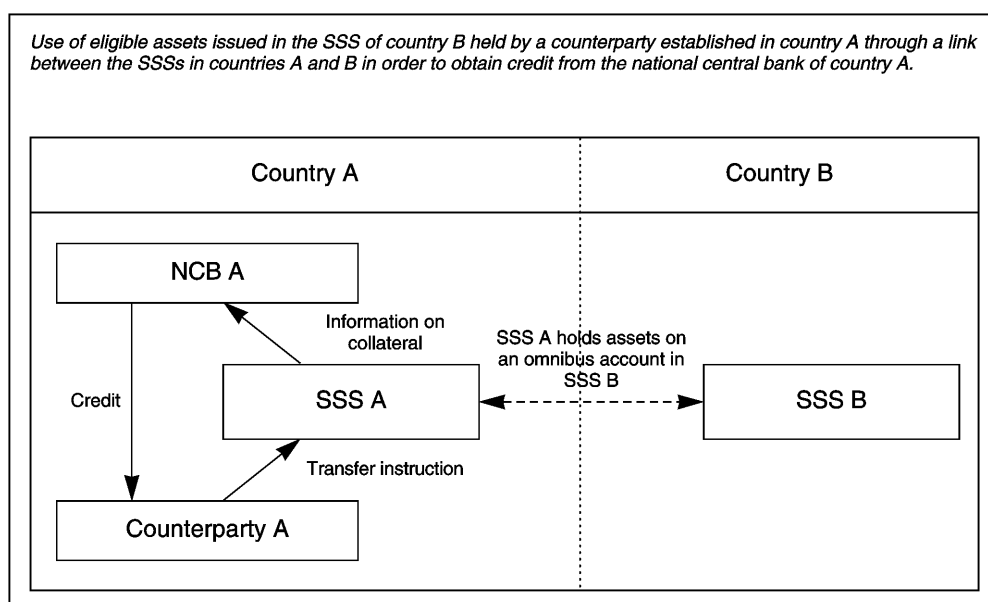 Use of eligible assets issued in the SSS of country B held by a counterparty established in country A through a link
between the SSSs in countries A and B in order to obtain credit from the national central bank of country A.
Country A
Country B
NCB A
Information on
collateral
SSS A holds assets on
an omnibus account in
SSS B
Credit
SSS A
SSS B
Transfer instruction
Counterparty A